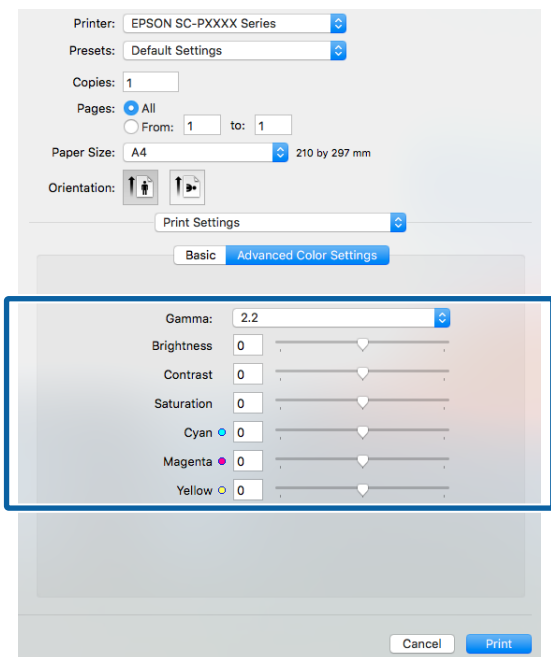 Printer: EPSON SC-PXXXX Series
Presets: Default Settings
Copies: 1
Pages: All
From: 1 to: 1
Paper Size: A4 210 by 297 mm
Orientation:
Print Settings
Basic Advanced Color Settings
Gamma: 2.2
Brightness 0
Contrast 0
Saturation 0
Cyan 0
Magenta 0
Yellow 0
Cancel Print